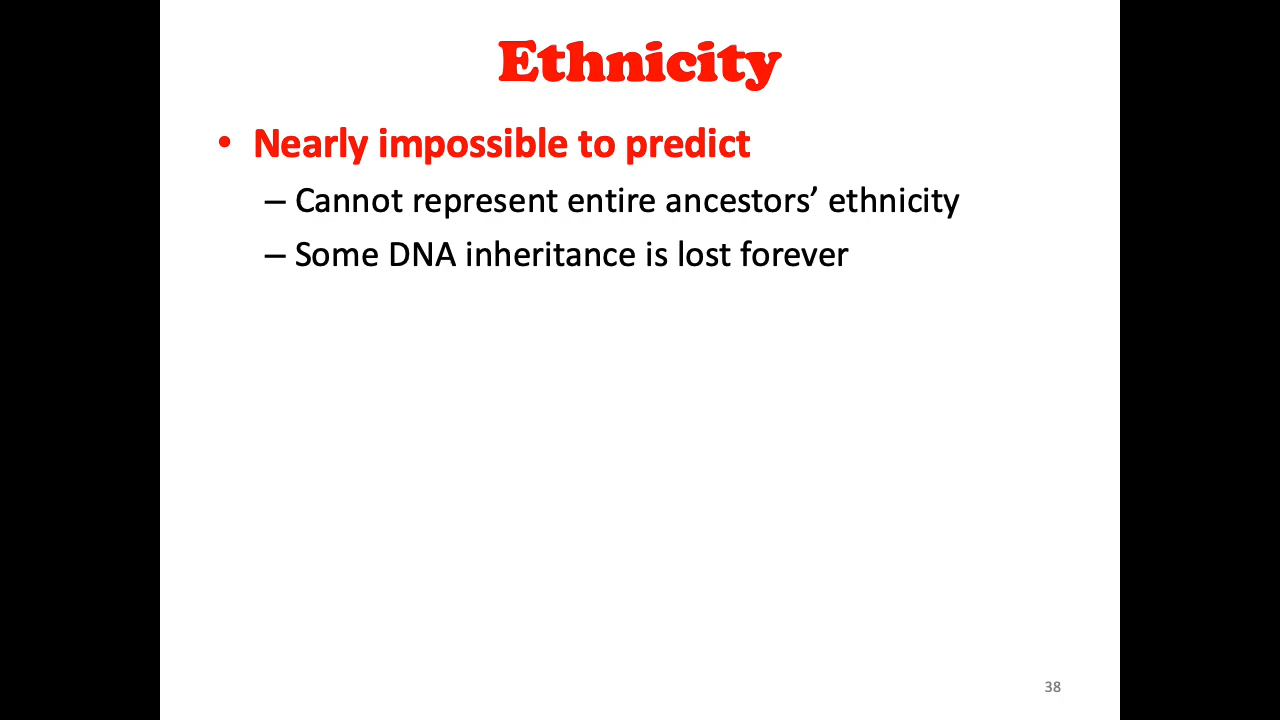 Ethnicity
• Nearly impossible to predict
– Cannot represent entire ancestors’ ethnicity
– Some DNA inheritance is lost forever
38